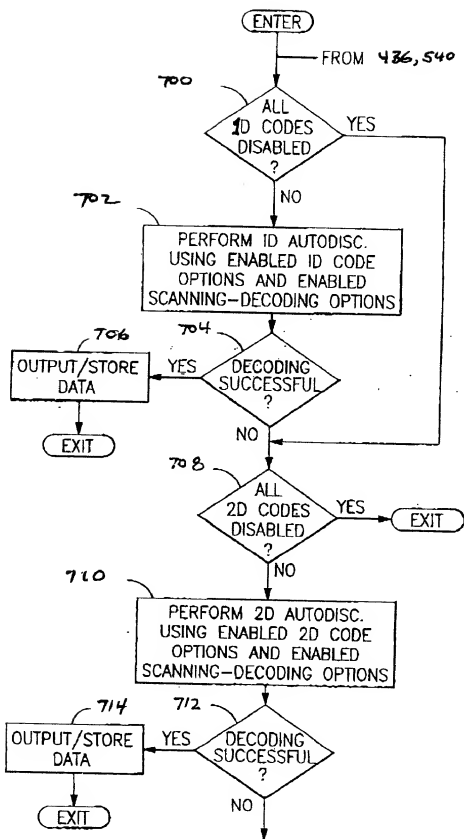 ENTER
FROM 436, 540
700
ALL
1D CODES
DISABLED
?
YES
NO
702
PERFORM 1D AUTODISC.
USING ENABLED 1D CODE
OPTIONS AND ENABLED
SCANNING-DECODING OPTIONS
706
704
OUTPUT/STORE
DATA
YES
DECODING
SUCCESSFUL
?
EXIT
NO
708
ALL
2D CODES
DISABLED
?
YES
EXIT
NO
710
PERFORM 2D AUTODISC.
USING ENABLED 2D CODE
OPTIONS AND ENABLED
SCANNING-DECODING OPTIONS
714
712
OUTPUT/STORE
DATA
YES
DECODING
SUCCESSFUL
?
EXIT
NO